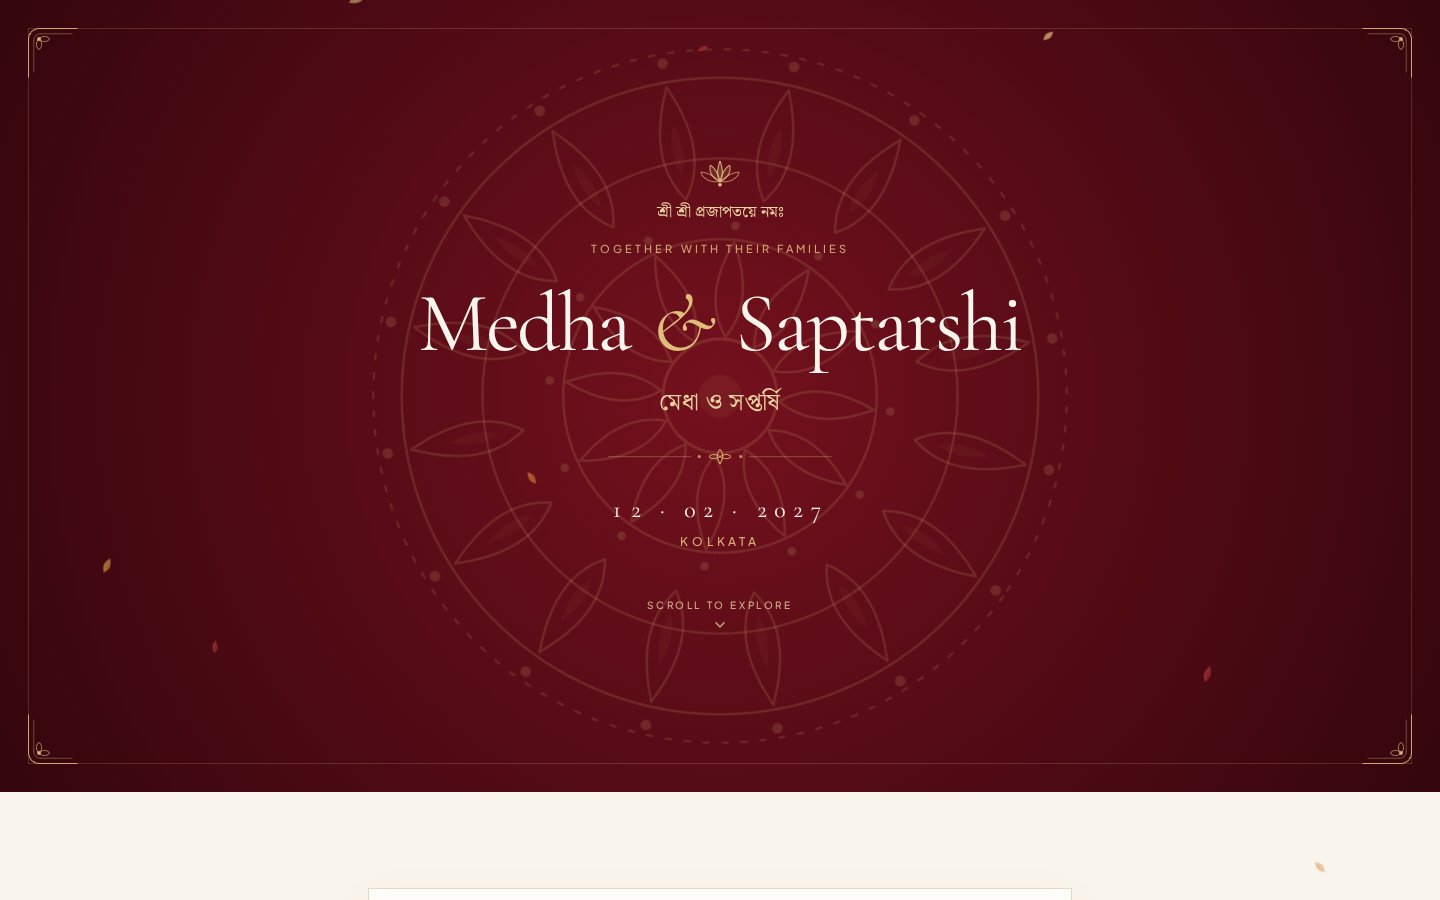 শ্রী শ্রী প্রজাপতয়ে নমঃ
TOGETHER WITH THEIR FAMILIES
Medha & Saptarshi
মেধা ও সপ্তর্ষি
12 · 02 · 2027
KOLKATA
SCROLL TO EXPLORE